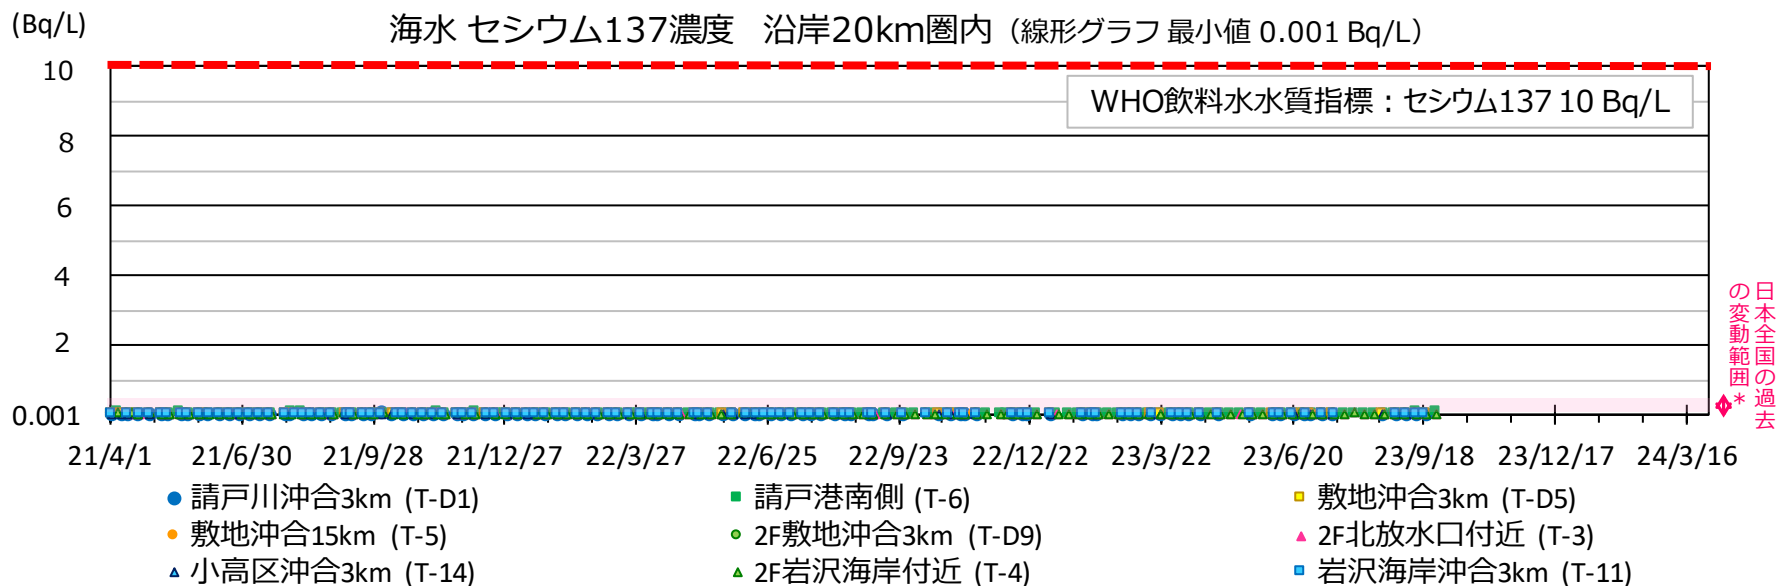 (Bq/L)
海水 セシウム137濃度 沿岸20km圏内（線形グラフ 最小値 0.001 Bq/L）
10
WHO飲料水水質指標：セシウム137 10 Bq/L
8
6
4
2
0.001
日本全国の過去
の変動範囲*
21/4/1 21/6/30 21/9/28 21/12/27 22/3/27 22/6/25 22/9/23 22/12/22 23/3/22 23/6/20 23/9/18 23/12/17 24/3/16
請戸川沖合3km (T-D1) 請戸港南側 (T-6) 敷地沖合3km (T-D5)
敷地沖合15km (T-5) 2F敷地沖合3km (T-D9) 2F北放水口付近 (T-3)
小高区沖合3km (T-14) 2F岩沢海岸付近 (T-4) 岩沢海岸沖合3km (T-11)